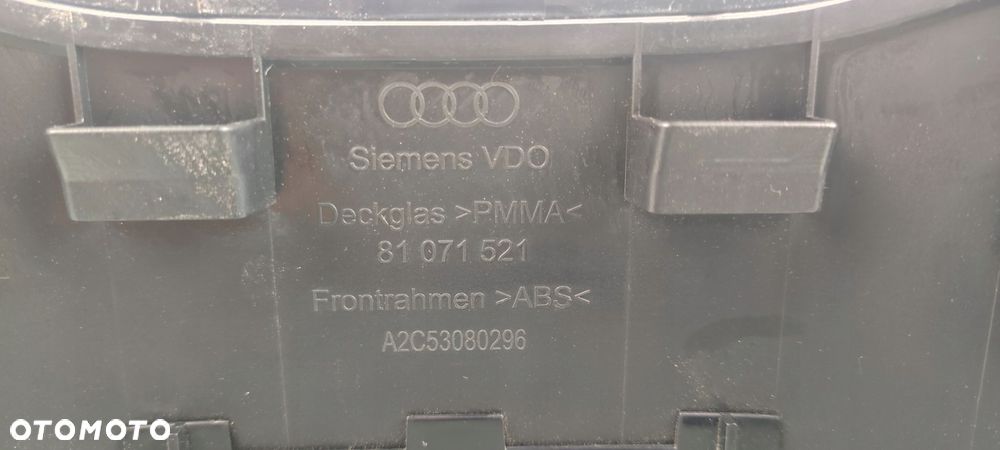 Siemens VDO
Deckglas >PMMA<
81 071 521
Frontrahmen >ABS<
A2C53080296
OTOMOTO